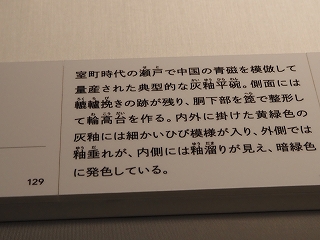 室町時代の瀬戸で中国の青磁を模倣して
量産された典型的な灰釉平碗。側面には
轆轤挽きの跡が残り、胴下部を箆で整形し
て輪高台を作る。内外に掛けた黄緑色の
灰釉には細かいひび模様が入り、外側では
釉垂れが、内側には釉溜りが見え、暗緑色
に発色している。
129